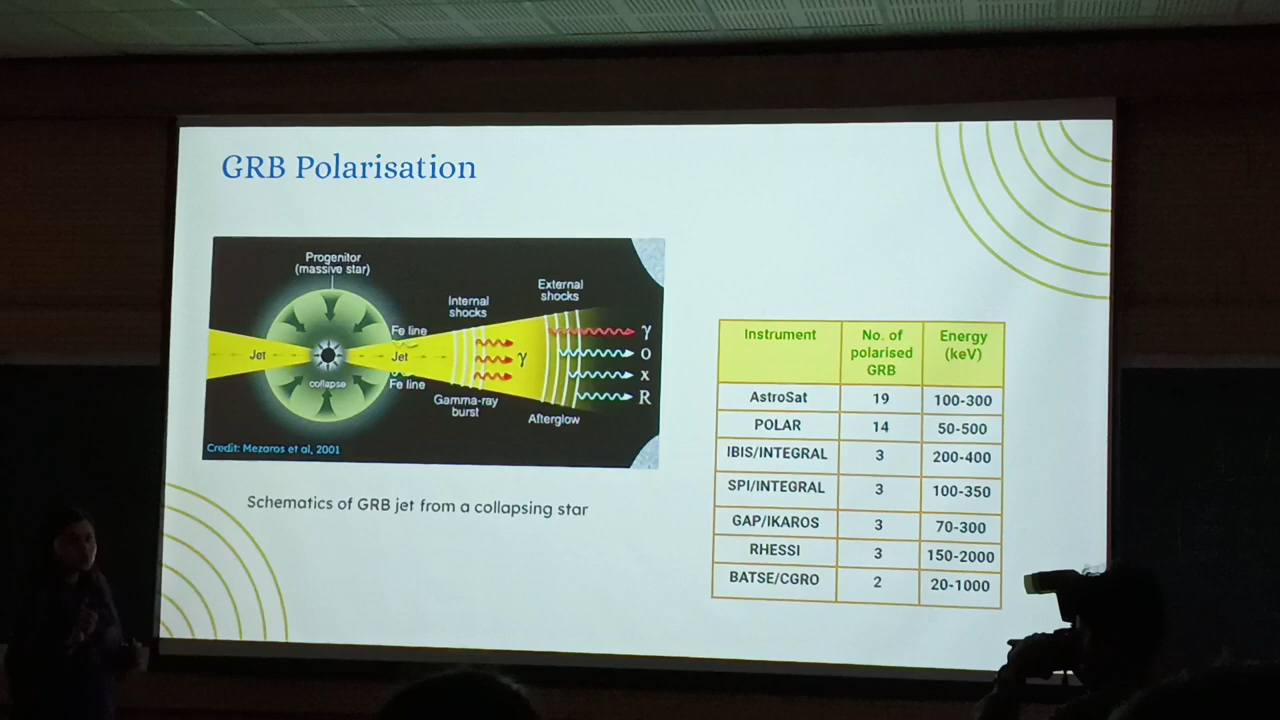 GRB Polarisation
Progenitor
(massive star)
Internal
shocks
External
shocks
Fe line
Jet
Jet
collapse
Fe line
γ
γ
o
x
R
Gamma-ray
burst
Afterglow
Credit: Mezaros et al, 2001
Schematics of GRB jet from a collapsing star
Instrument No. of polarised GRB Energy (keV)
AstroSat 19 100-300
POLAR 14 50-500
IBIS/INTEGRAL 3 200-400
SPI/INTEGRAL 3 100-350
GAP/IKAROS 3 70-300
RHESSI 3 150-2000
BATSE/CGRO 2 20-1000